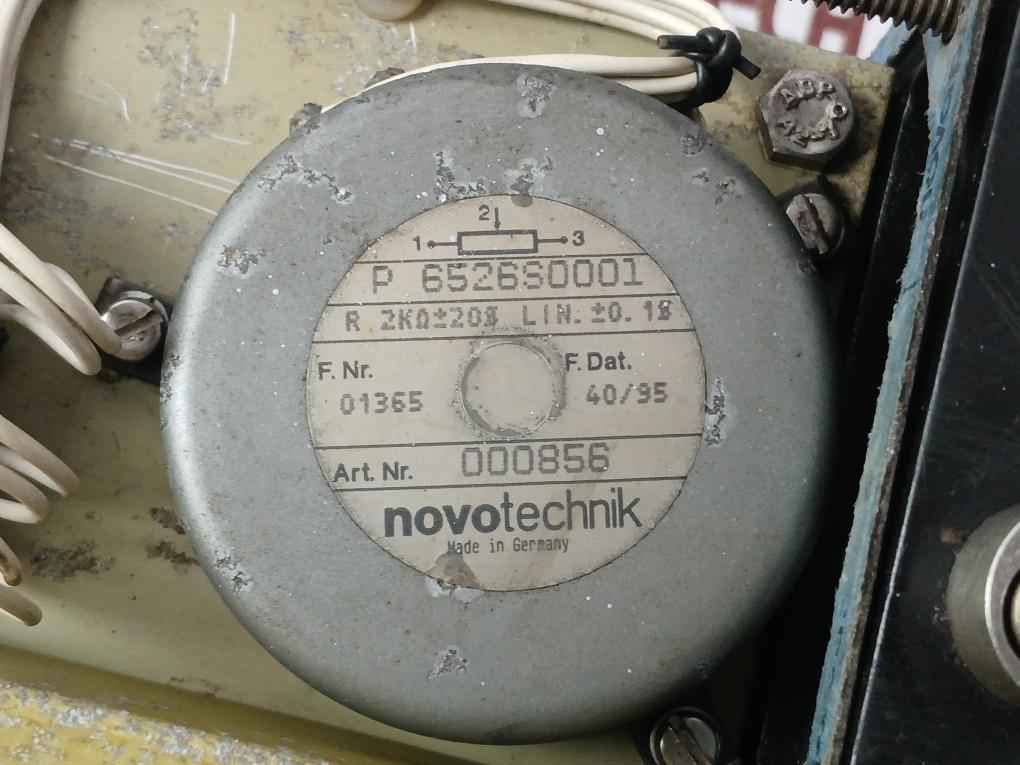 2
1 3
P 6526S0001
R 2KΩ±20% LIN. ±0.1%
F. Nr. F. Dat.
01365 40/95
Art. Nr. 000856
novotechnik
Made in Germany